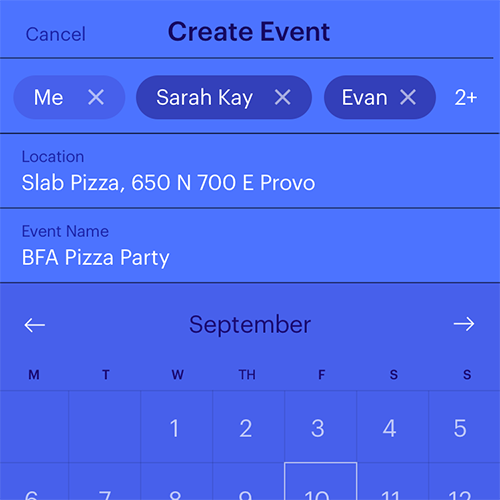 Cancel Create Event
Me Sarah Kay Evan 2+
Location
Slab Pizza, 650 N 700 E Provo
Event Name
BFA Pizza Party
September
M T W TH F S S
1 2 3 4 5
6 7 8 9 10 11 12